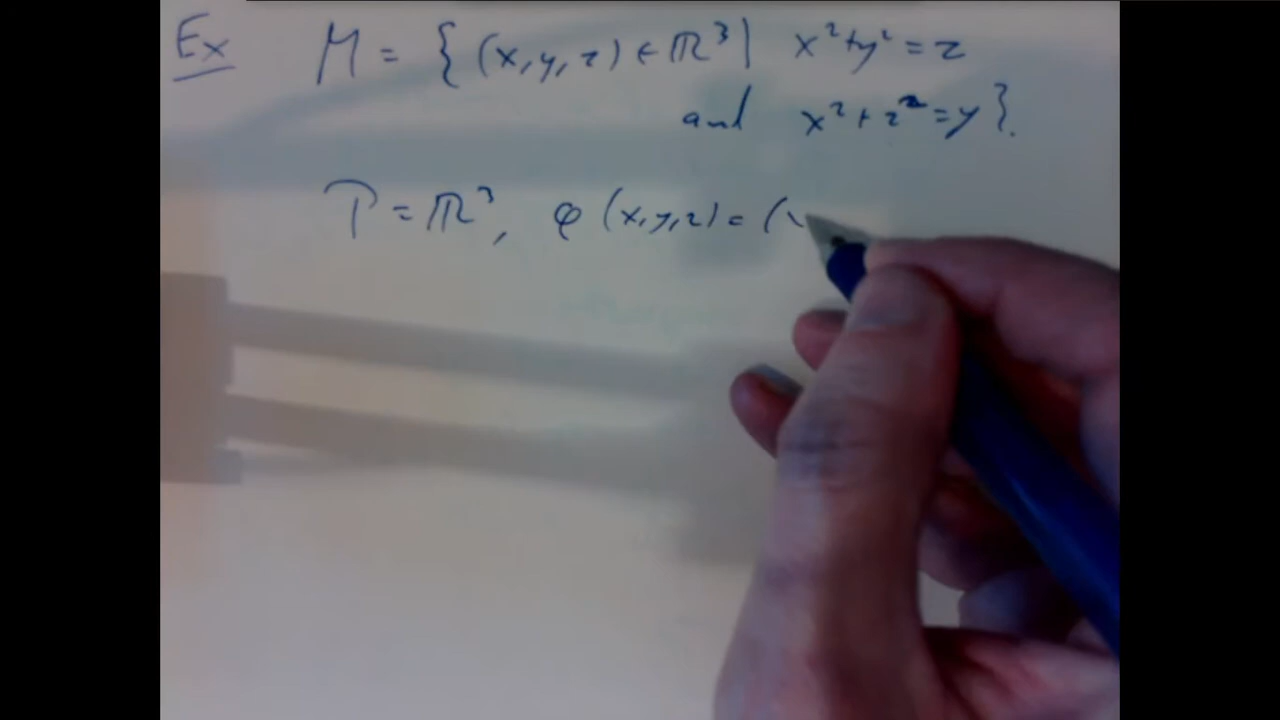 Ex M = { (x,y,z) ∈ ℝ³ | x²+y² = z
and x²+z² = y }.
P = ℝ³, φ(x,y,z) = (